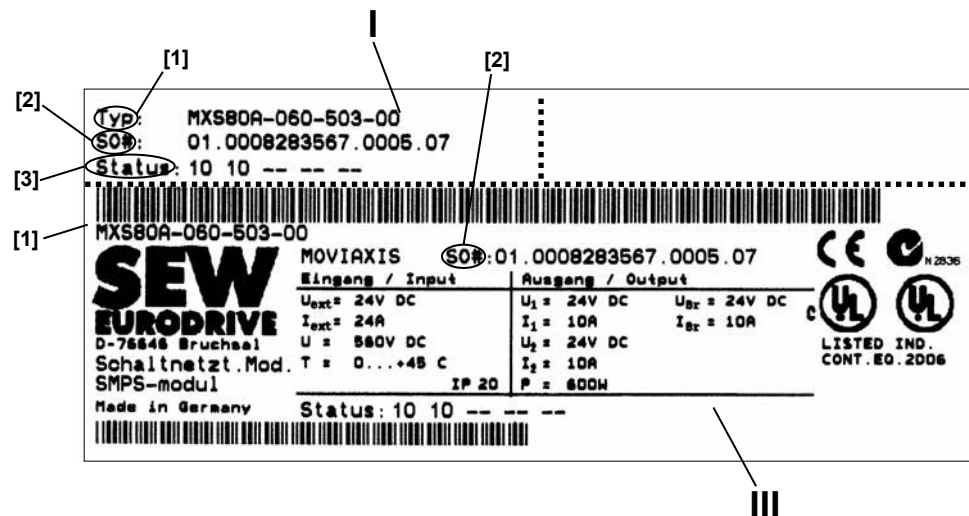 I
[1]
[2]
[2]
Typ: MXS80A-060-503-00
SO#: 01.0008283567.0005.07
[3]
Status: 10 10 -- -- --
[1]
MXS80A-060-503-00
SEW
EURODRIVE
D-76646 Bruchsal
Schaltnetzt.Mod.
SMPS-modul
Made in Germany
MOVIAXIS SO#:01.0008283567.0005.07
Eingang / Input
Uext= 24V DC
Iext= 24A
U = 560V DC
T = 0...+45 C
IP 20
Ausgang / Output
U1 = 24V DC UBr = 24V DC
I1 = 10A IBr = 10A
U2 = 24V DC
I2 = 10A
P = 600W
Status: 10 10 -- -- --
CE
N2936
C UL UL
LISTED IND.
CONT.EQ.2006
III